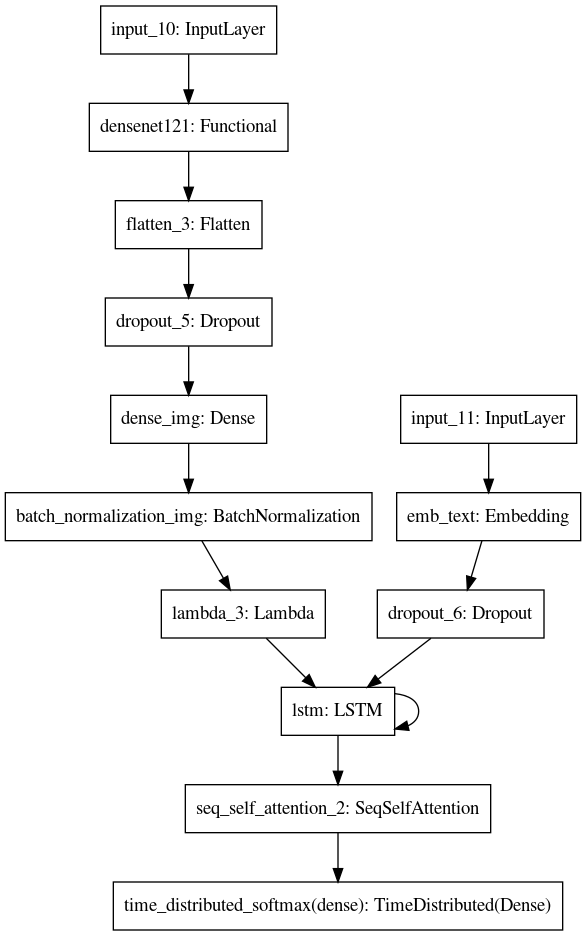 input_10: InputLayer
densenet121: Functional
flatten_3: Flatten
dropout_5: Dropout
dense_img: Dense
input_11: InputLayer
batch_normalization_img: BatchNormalization
emb_text: Embedding
lambda_3: Lambda
dropout_6: Dropout
lstm: LSTM
seq_self_attention_2: SeqSelfAttention
time_distributed_softmax(dense): TimeDistributed(Dense)